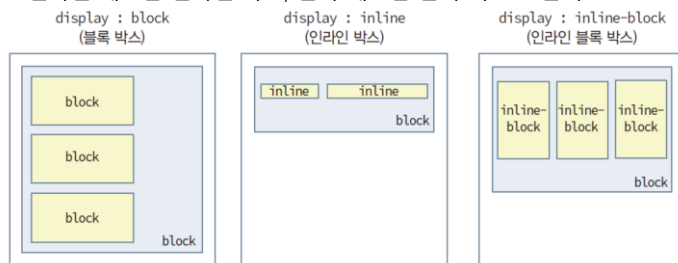 display : block
(블록 박스)
block
block
block
block
display : inline
(인라인 박스)
inline
inline
block
display : inline-block
(인라인 블록 박스)
inline-
block
inline-
block
inline-
block
block